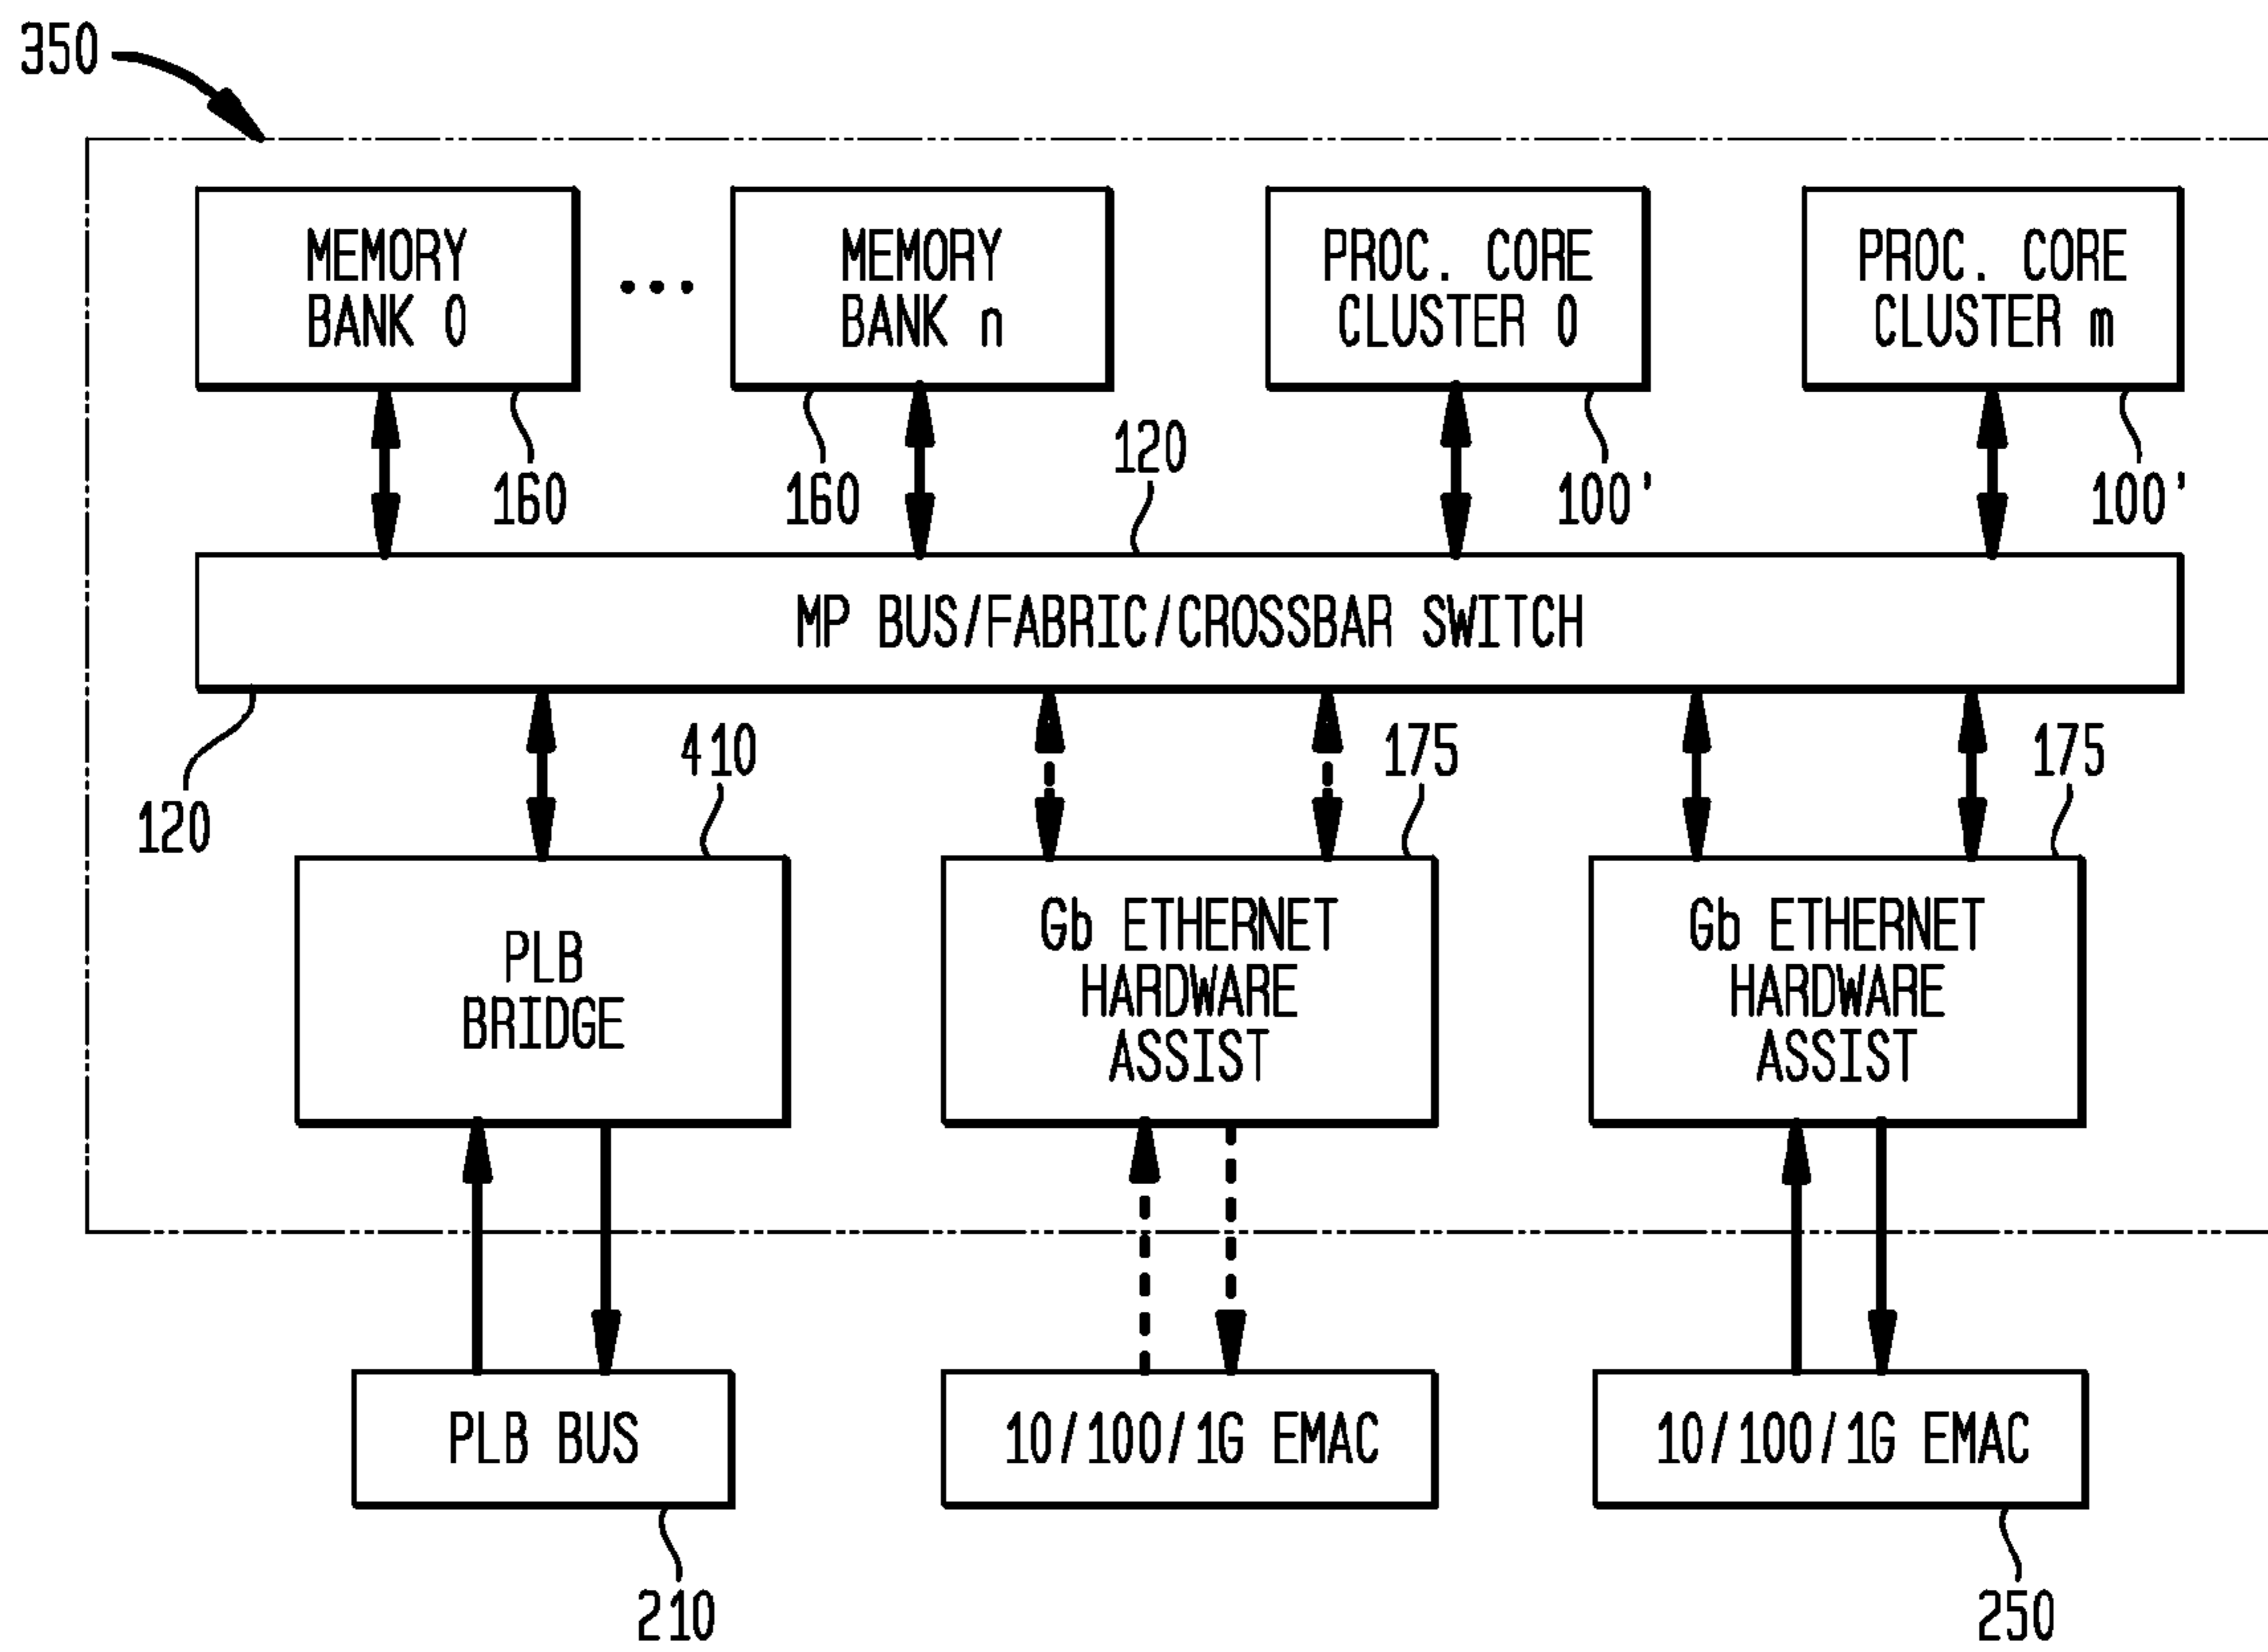 350
MEMORY
BANK 0
• • •
MEMORY
BANK n
PROC. CORE
CLUSTER 0
PROC. CORE
CLUSTER m
160
160
120
100'
100'
MP BUS/FABRIC/CROSSBAR SWITCH
120
410
175
175
PLB
BRIDGE
Gb ETHERNET
HARDWARE
ASSIST
Gb ETHERNET
HARDWARE
ASSIST
PLB BUS
10/100/1G EMAC
10/100/1G EMAC
210
250